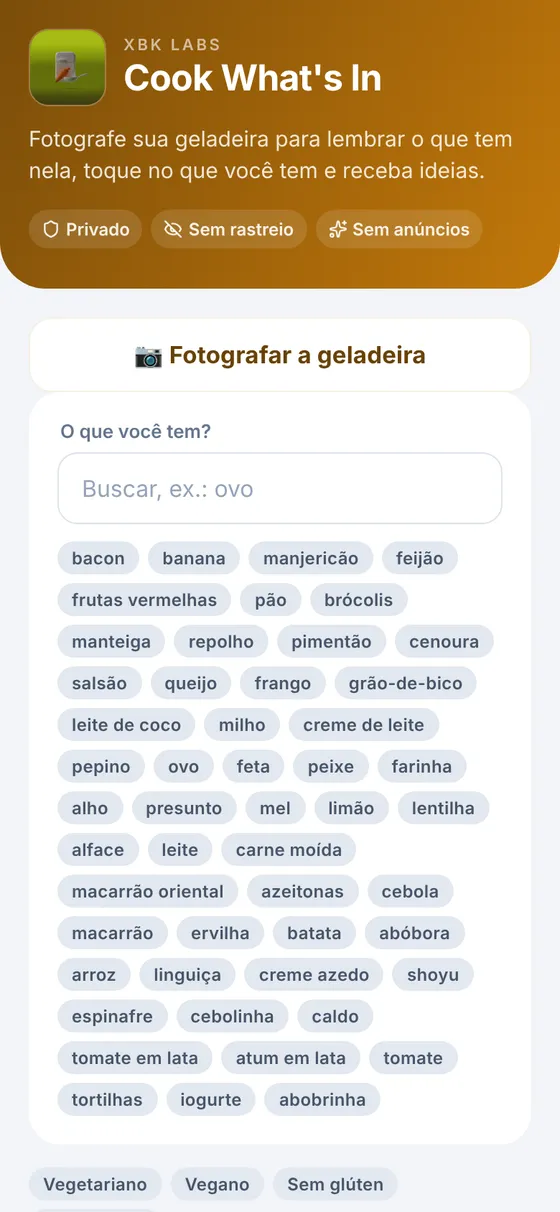 XBK LABS
Cook What's In
Fotografe sua geladeira para lembrar o que tem
nela, toque no que você tem e receba ideias.
Privado Sem rastreio Sem anúncios
Fotografar a geladeira
O que você tem?
Buscar, ex.: ovo
bacon banana manjericão feijão
frutas vermelhas pão brócolis
manteiga repolho pimentão cenoura
salsão queijo frango grão-de-bico
leite de coco milho creme de leite
pepino ovo feta peixe farinha
alho presunto mel limão lentilha
alface leite carne moída
macarrão oriental azeitonas cebola
macarrão ervilha batata abóbora
arroz linguiça creme azedo shoyu
espinafre cebolinha caldo
tomate em lata atum em lata tomate
tortilhas iogurte abobrinha
Vegetariano Vegano Sem glúten